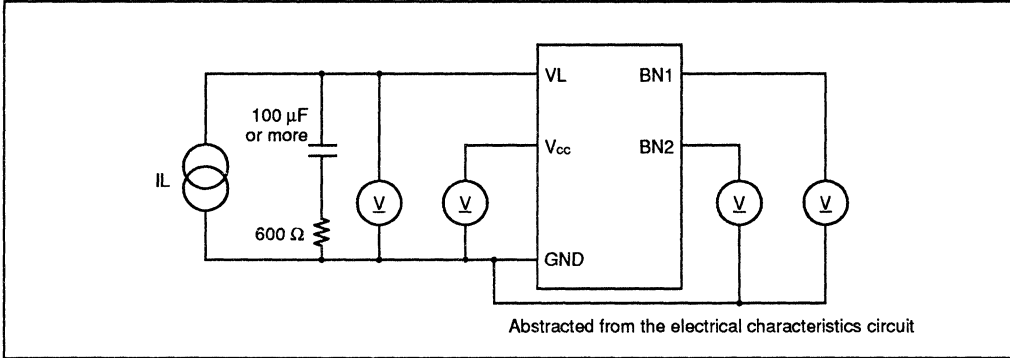 VL
BN1
100 µF
or more
Vcc
BN2
IL
V
V
V
V
600 Ω
GND
Abstracted from the electrical characteristics circuit